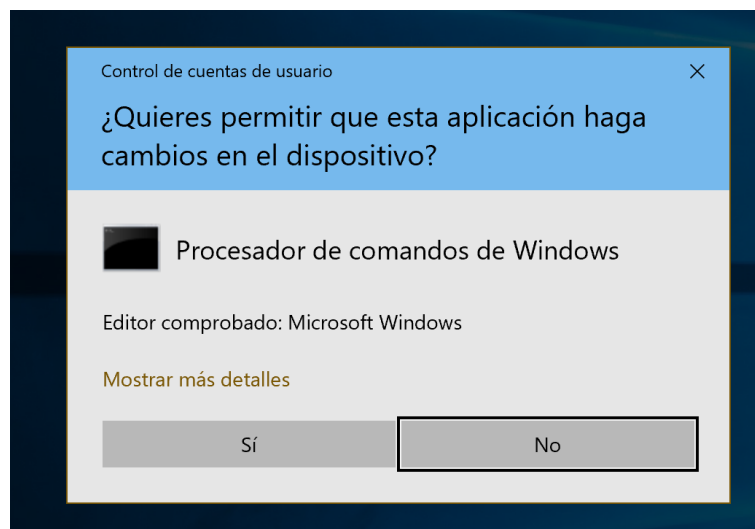 Control de cuentas de usuario
¿Quieres permitir que esta aplicación haga
cambios en el dispositivo?
Procesador de comandos de Windows
Editor comprobado: Microsoft Windows
Mostrar más detalles
Sí
No